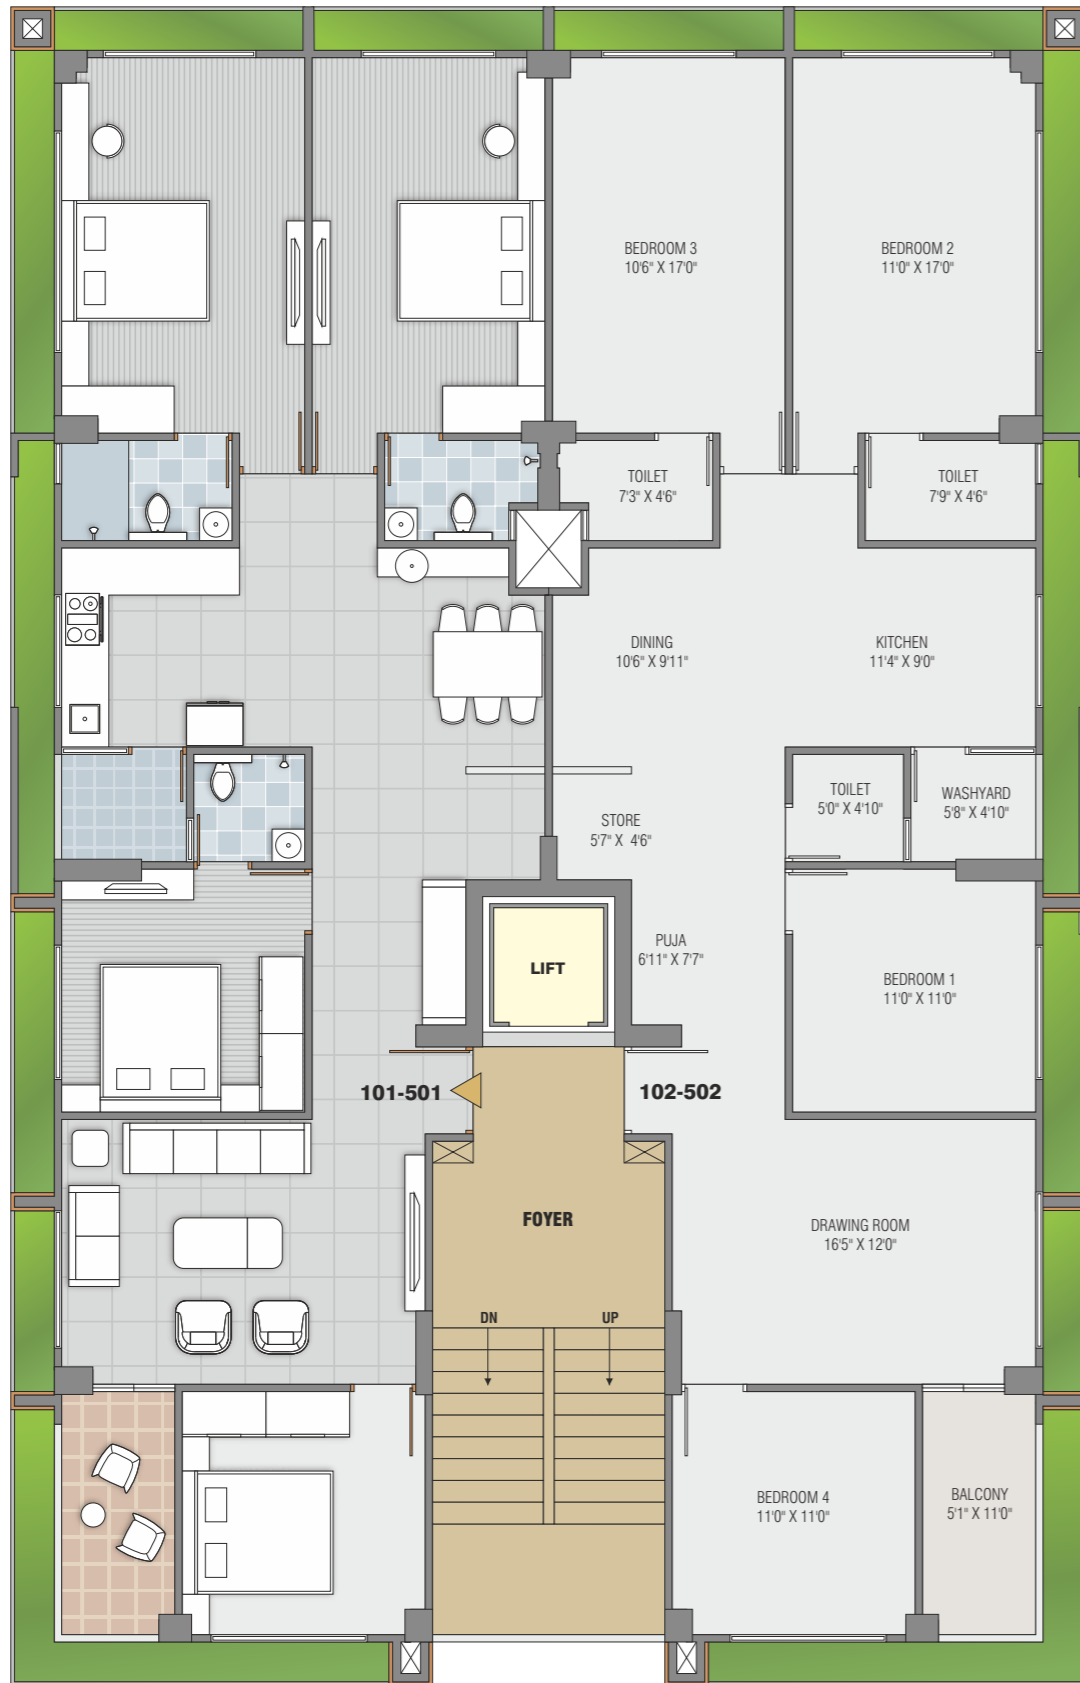 BEDROOM 3
10'6" X 17'0"
BEDROOM 2
11'0" X 17'0"
TOILET
7'3" X 4'6"
TOILET
7'9" X 4'6"
DINING
10'6" X 9'11"
KITCHEN
11'4" X 9'0"
TOILET
5'0" X 4'10"
WASHYARD
5'8" X 4'10"
STORE
5'7" X 4'6"
PUJA
6'11" X 7'7"
LIFT
BEDROOM 1
11'0" X 11'0"
101-501
102-502
FOYER
DRAWING ROOM
16'5" X 12'0"
DN
UP
BEDROOM 4
11'0" X 11'0"
BALCONY
5'1" X 11'0"